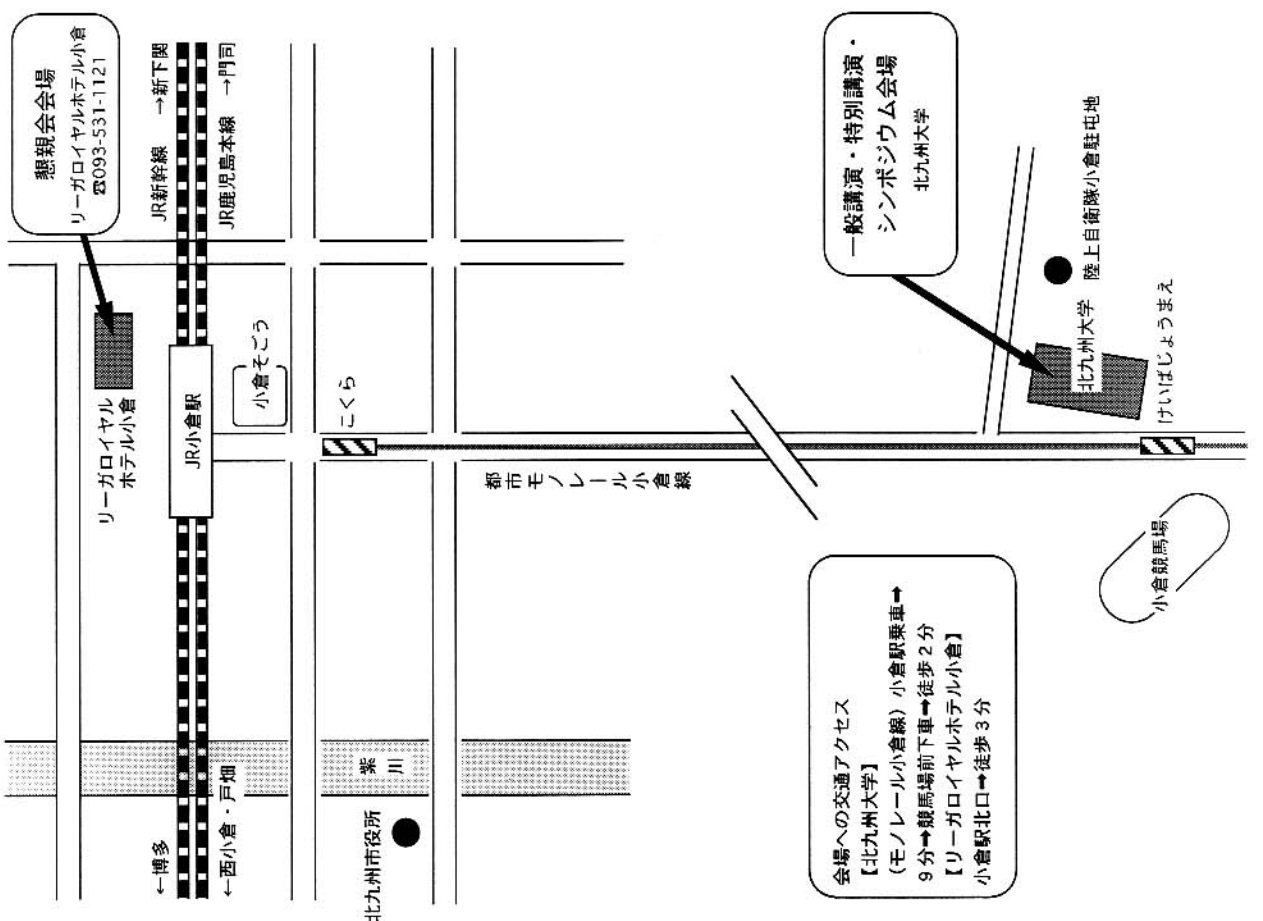 懇親会会場
リーガロイヤルホテル小倉
☎093-531-1121
JR新幹線 →新下関
JR鹿児島本線 →門司
リーガロイヤル
ホテル小倉
JR小倉駅
小倉そごう
こくら
都市モノレール小倉線
←博多
←西小倉・戸畑
紫川
北九州市役所
一般講演・特別講演・
シンポジウム会場
北九州大学
陸上自衛隊小倉駐屯地
北九州大学
けいばじょうまえ
小倉競馬場
会場への交通アクセス
【北九州大学】
(モノレール小倉線)小倉駅乗車➡
9分➡競馬場前下車➡徒歩2分
【リーガロイヤルホテル小倉】
小倉駅北口➡徒歩3分